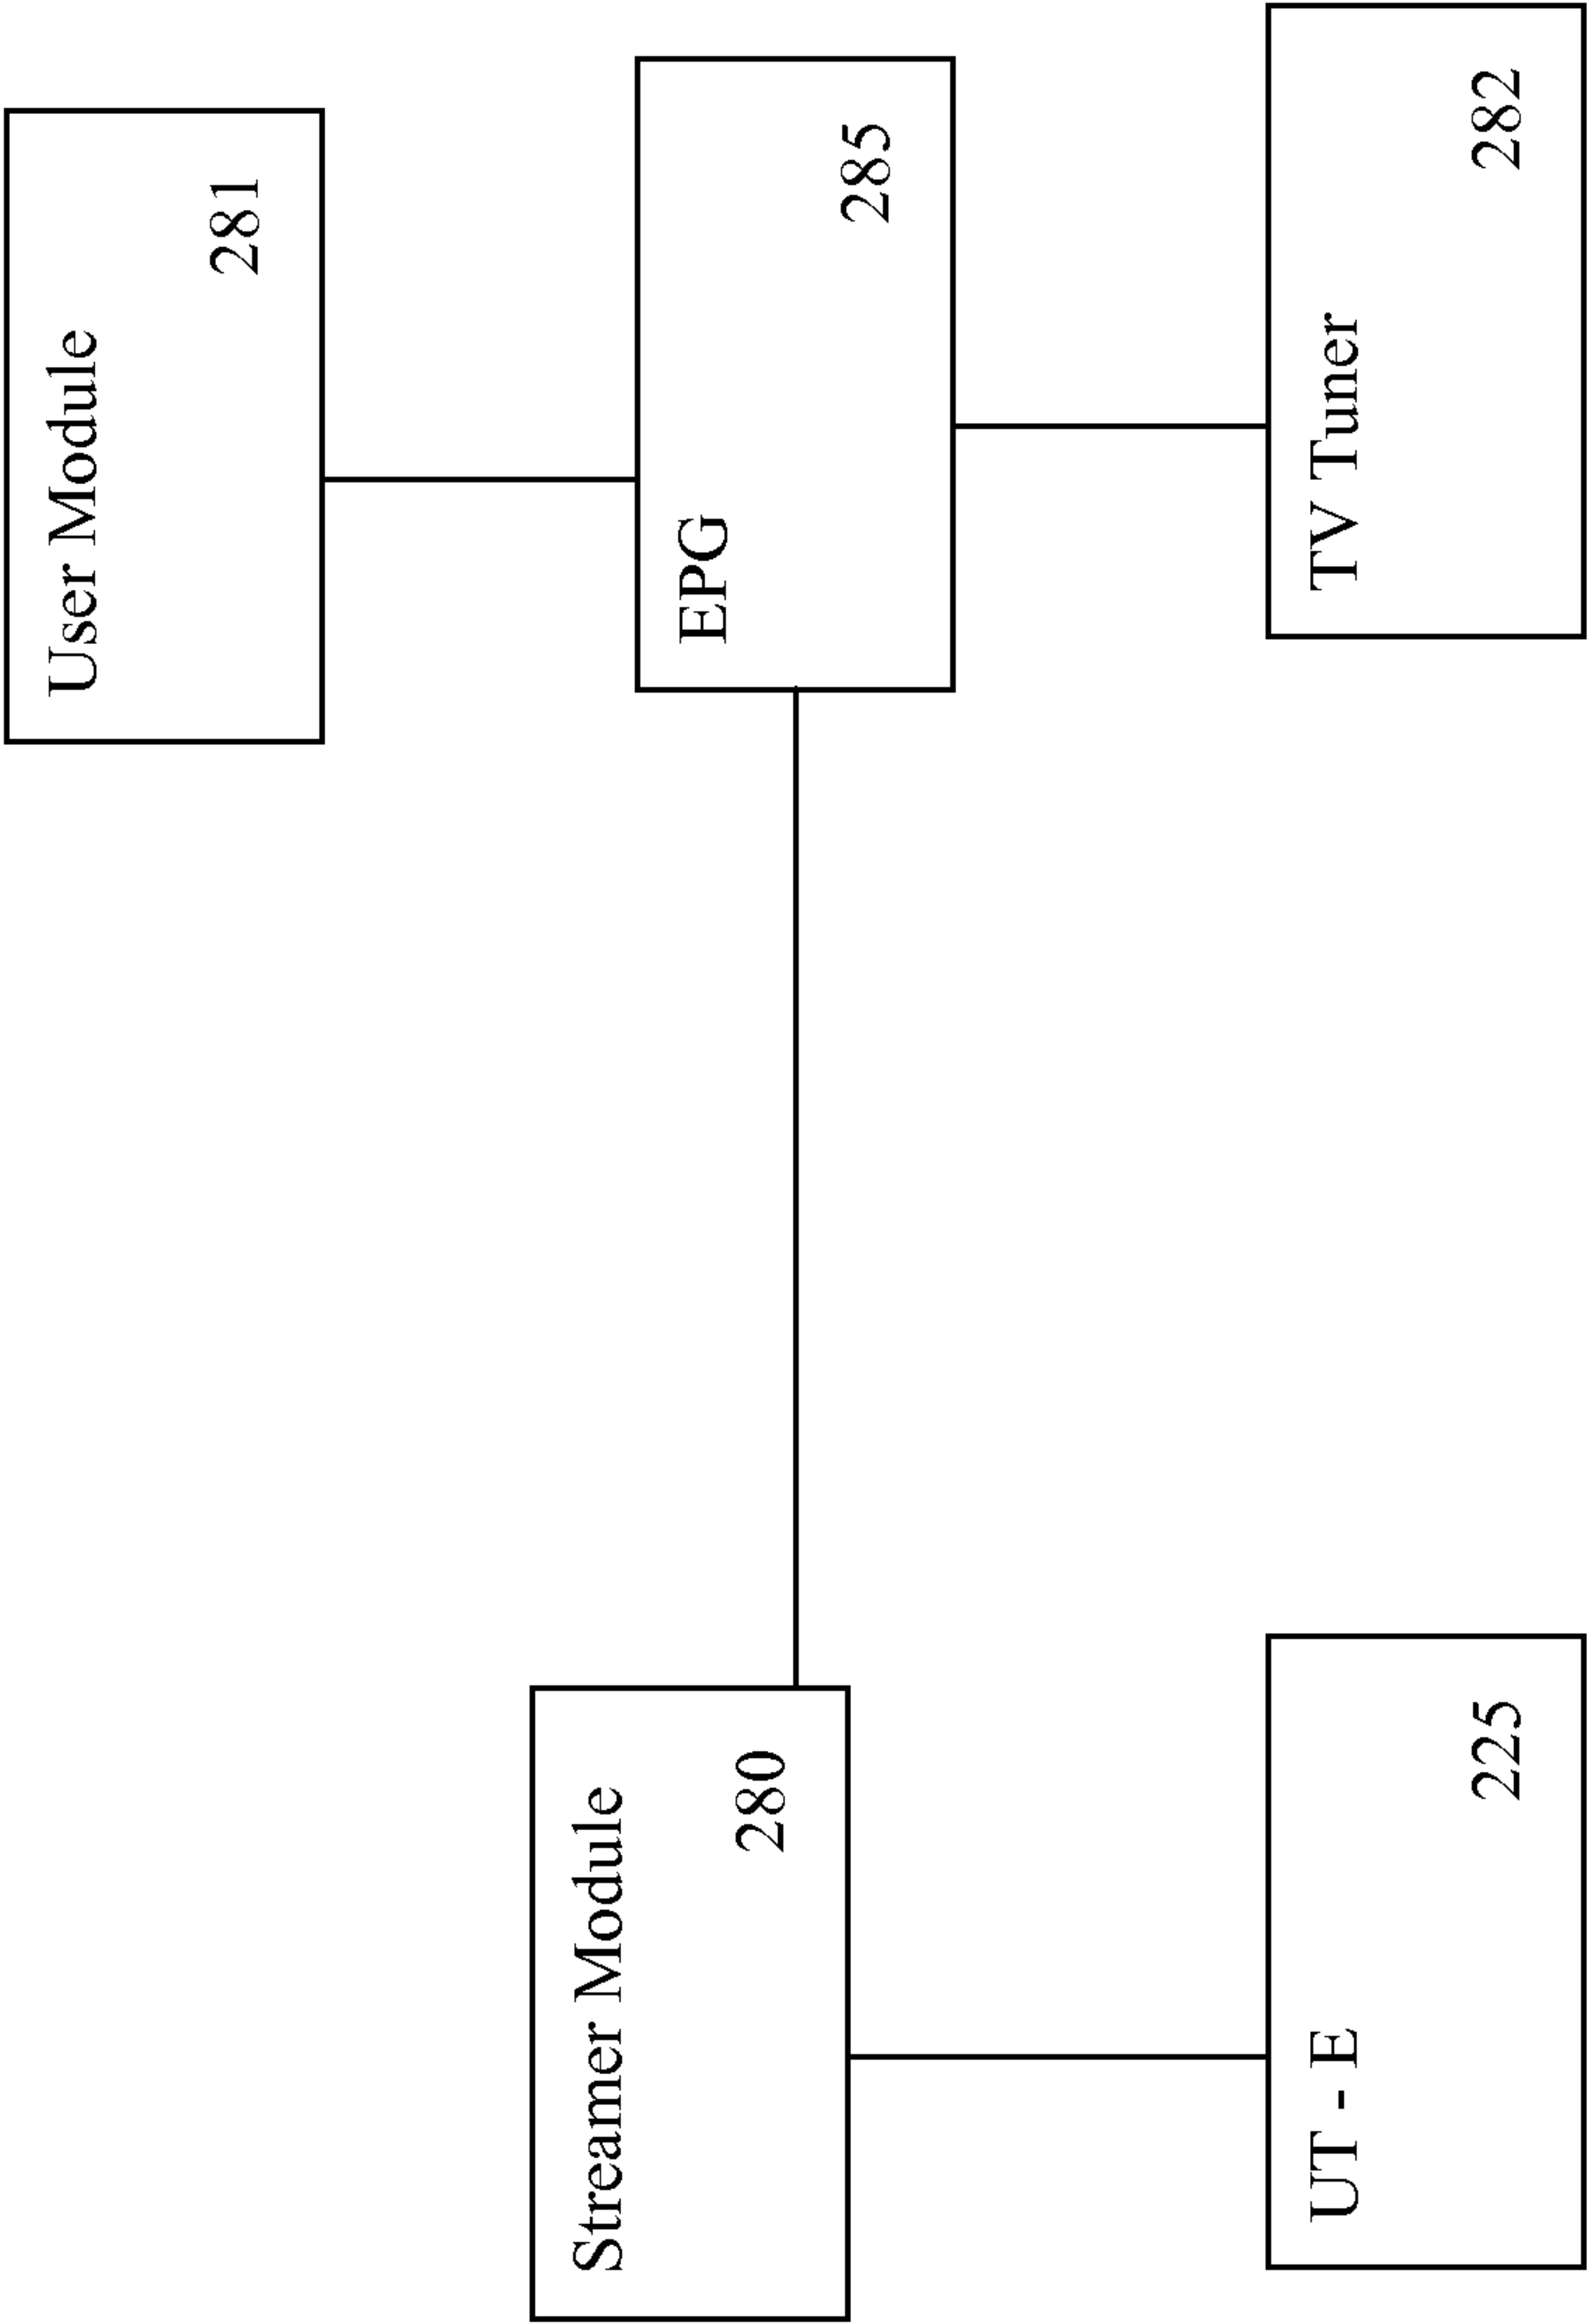 User Module
281
Streamer Module
280
EPG
285
UT - E
225
TV Tuner
282